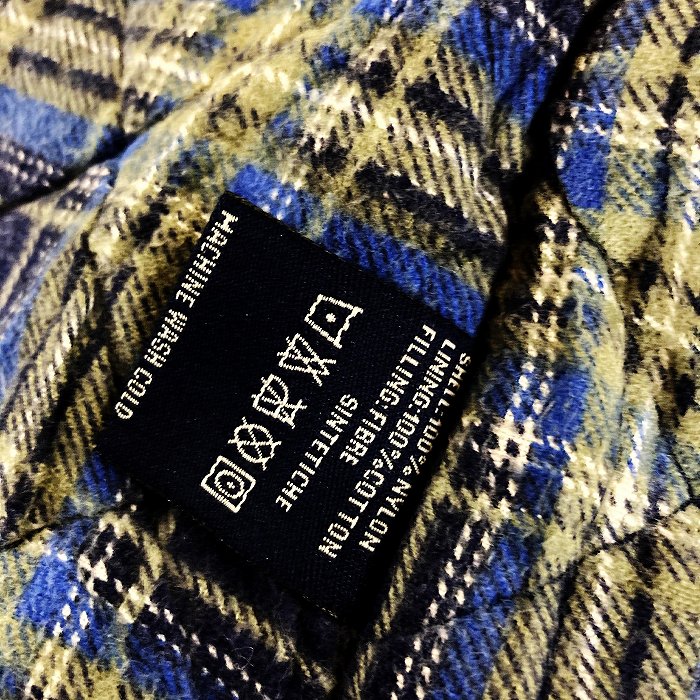 SHELL:100% NYLON
LINING:100%COTTON
FILLING:FIBRE
SINTETICHE
MACHINE WASH COLD